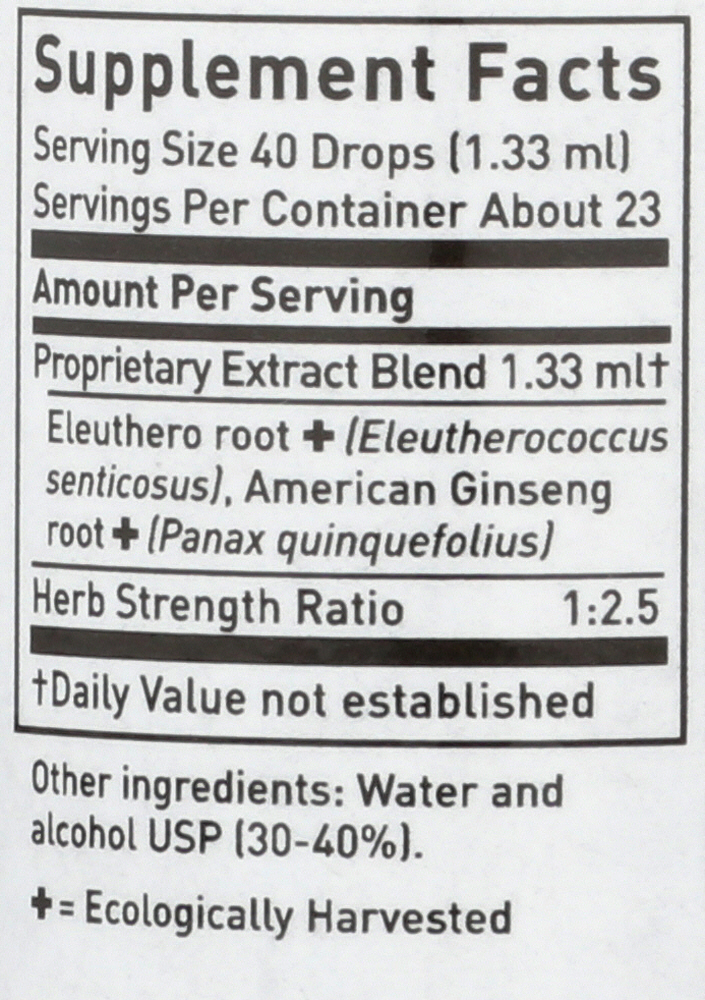 Supplement Facts
Serving Size 40 Drops (1.33 ml)
Servings Per Container About 23
Amount Per Serving
Proprietary Extract Blend 1.33 ml†
Eleuthero root ✚ (Eleutherococcus
senticosus), American Ginseng
root ✚ (Panax quinquefolius)
Herb Strength Ratio 1:2.5
†Daily Value not established
Other ingredients: Water and
alcohol USP (30-40%).
✚ = Ecologically Harvested